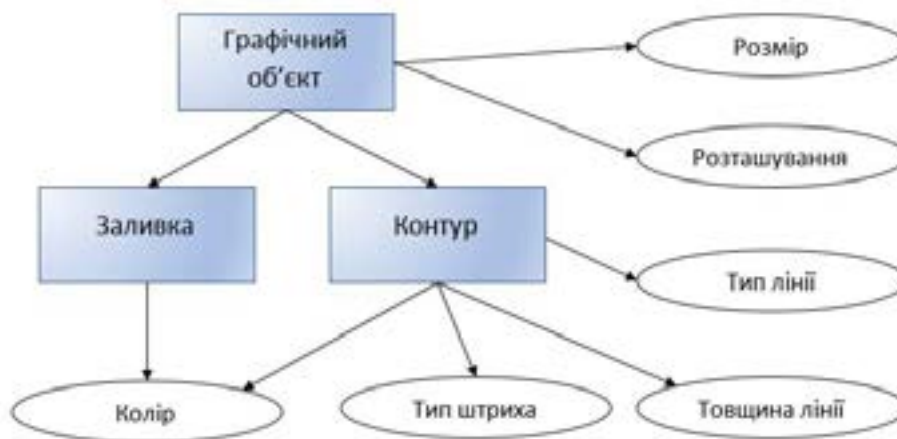 Графічний
об’єкт
Розмір
Розташування
Заливка
Контур
Тип лінії
Колір
Тип штриха
Товщина лінії